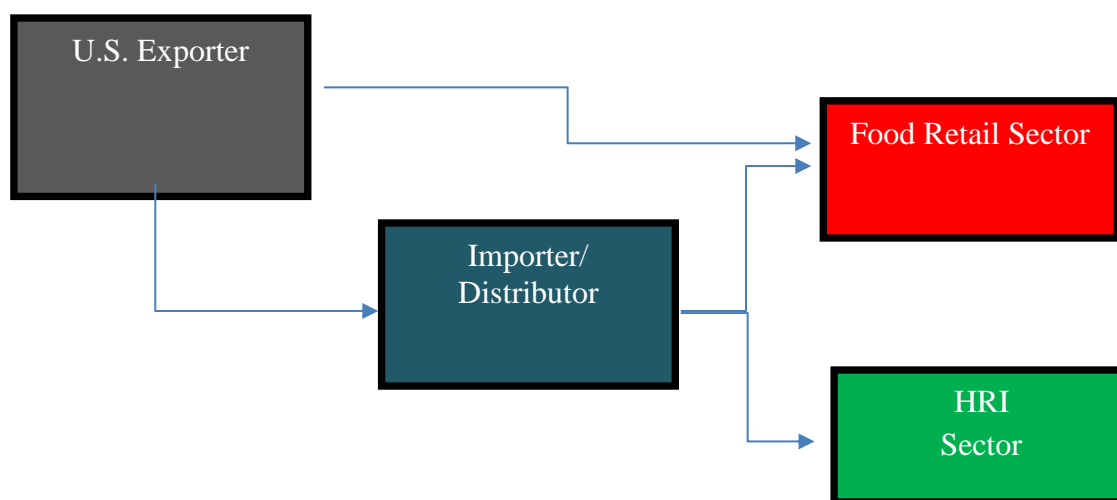 U.S. Exporter
Food Retail Sector
Importer/
Distributor
HRI
Sector